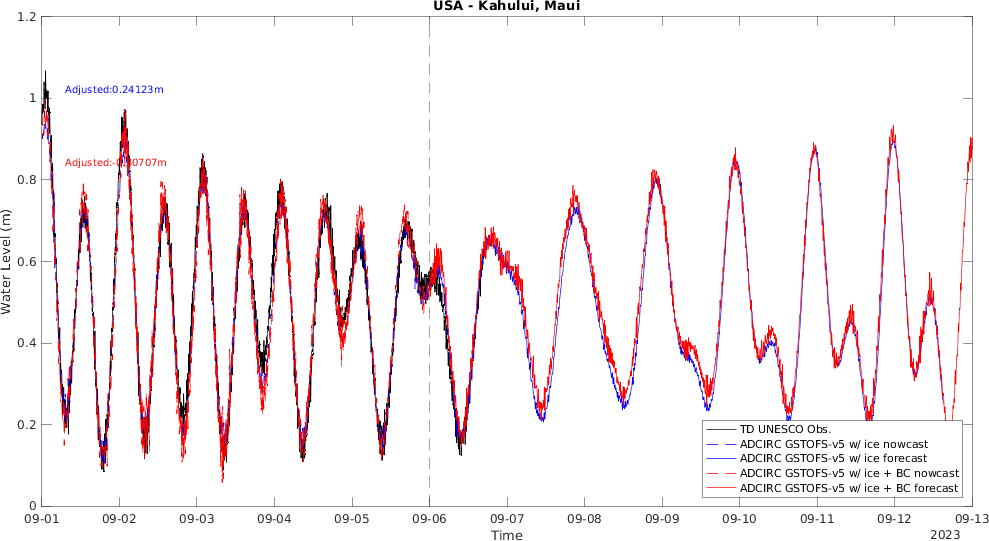 USA - Kahului, Maui
1.2
1
0.8
0.6
0.4
0.2
0
Water Level (m)
Adjusted:0.24123m
TD UNESCO Obs.
ADCIRC GSTOFS-v5 w/ ice nowcast
ADCIRC GSTOFS-v5 w/ ice forecast
ADCIRC GSTOFS-v5 w/ ice + BC nowcast
ADCIRC GSTOFS-v5 w/ ice + BC forecast
09-01 09-02 09-03 09-04 09-05 09-06 09-07 09-08 09-09 09-10 09-11 09-12 09-13
Time
2023